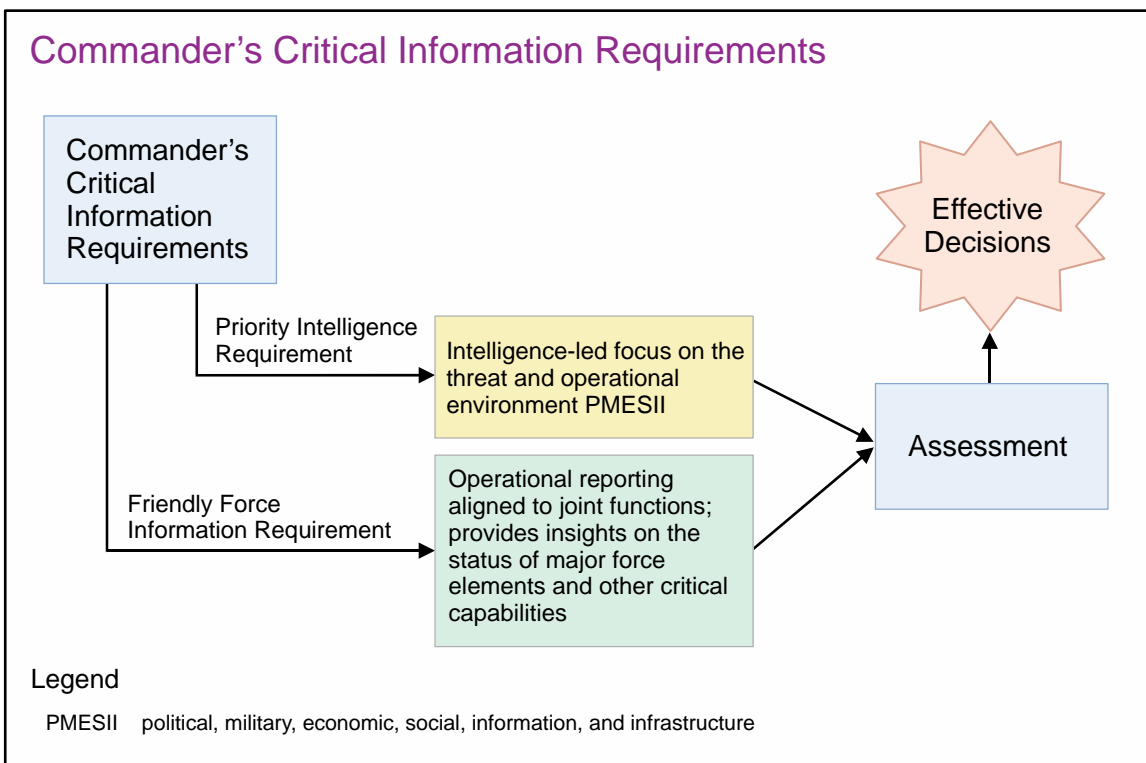 Commander’s Critical Information Requirements
Commander’s
Critical
Information
Requirements
Effective
Decisions
Priority Intelligence
Requirement
Intelligence-led focus on the
threat and operational
environment PMESII
Assessment
Friendly Force
Information Requirement
Operational reporting
aligned to joint functions;
provides insights on the
status of major force
elements and other critical
capabilities
Legend
PMESII political, military, economic, social, information, and infrastructure